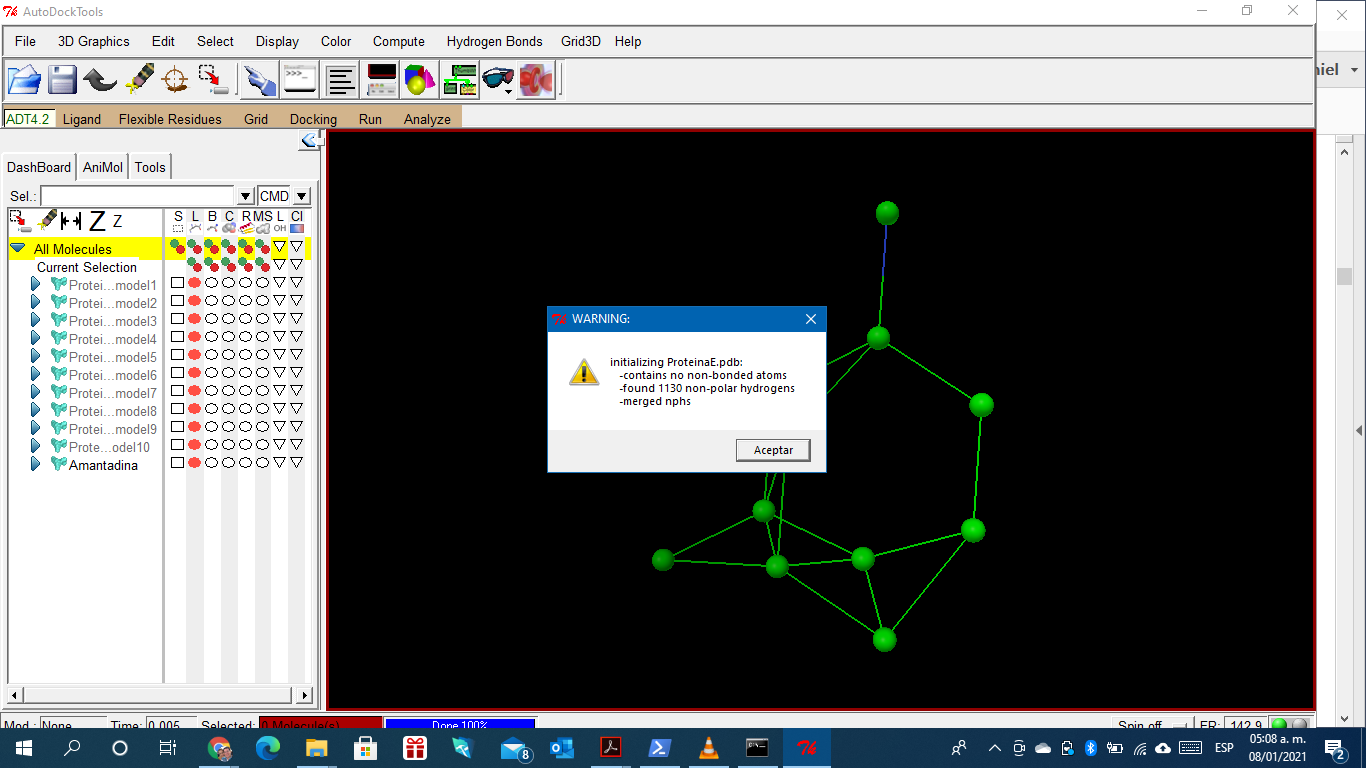 AutoDockTools
File 3D Graphics Edit Select Display Color Compute Hydrogen Bonds Grid3D Help
niel
>>>_
ADT4.2 Ligand Flexible Residues Grid Docking Run Analyze
DashBoard AniMol Tools
Sel.: CMD
S L B C R MS L Cl
Z Z
OH
All Molecules
Current Selection
Protei…model1
Protei…model2
Protei…model3
Protei…model4
Protei…model5
Protei…model6
Protei…model7
Protei…model8
Protei…model9
Prote…odel10
Amantadina
WARNING:
initializing ProteinaE.pdb:
-contains no non-bonded atoms
-found 1130 non-polar hydrogens
-merged nphs
Aceptar
Mod.: None Time: 0.005 Selected: 0 Molecule(s) Done 100% Spin off FR: 142.9
8
ESP
05:08 a. m.
08/01/2021
2